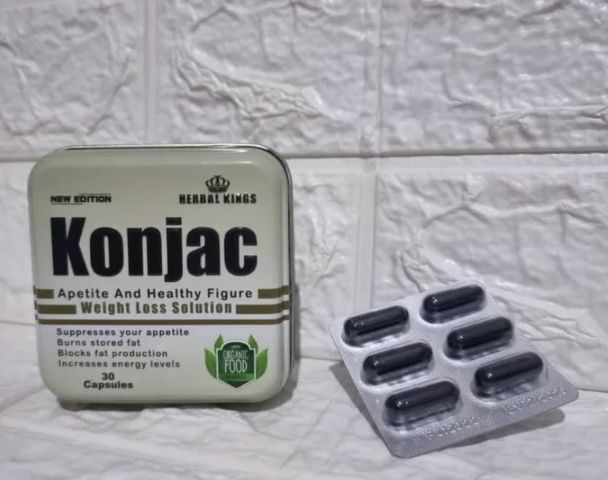 NEW EDITION
HERBAL KINGS
Konjac
Apetite And Healthy Figure
Weight Loss Solution
Suppresses your appetite
Burns stored fat
Blocks fat production
Increases energy levels
30
Capsules
ORGANIC
FOOD